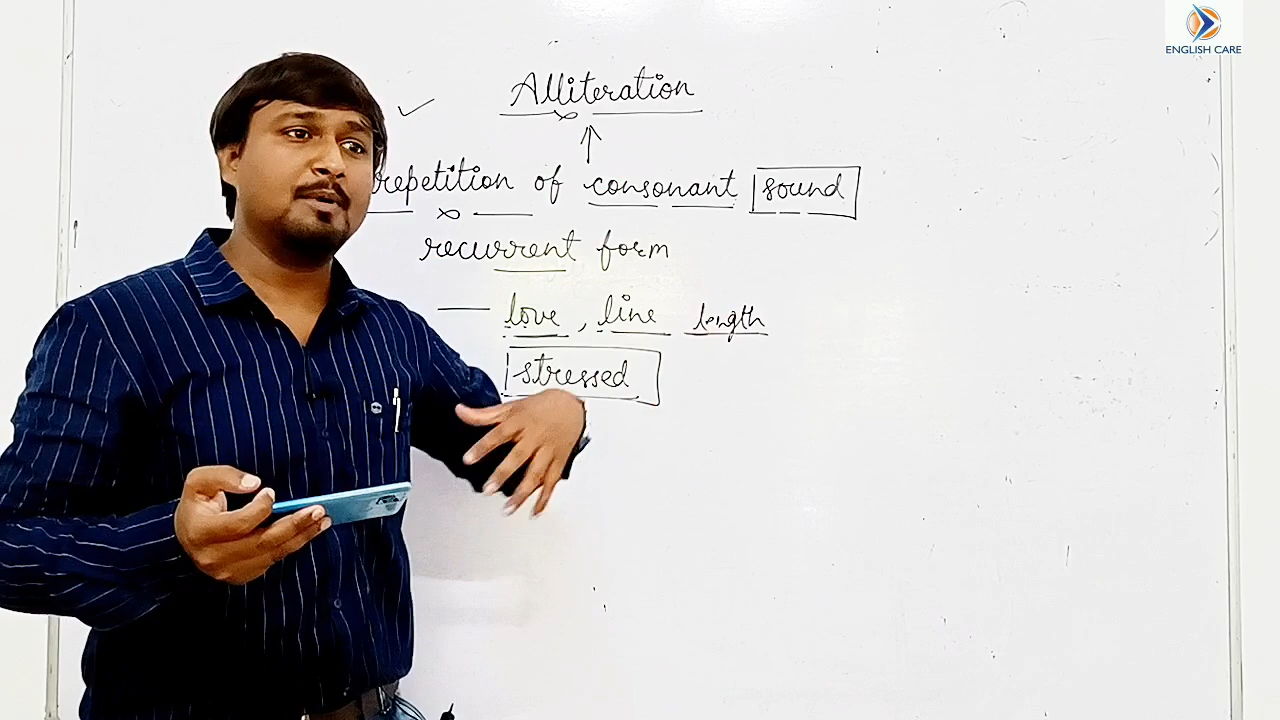 ENGLISH CARE
Alliteration
repetition of consonant sound
recurrent form
— love, line length
stressed